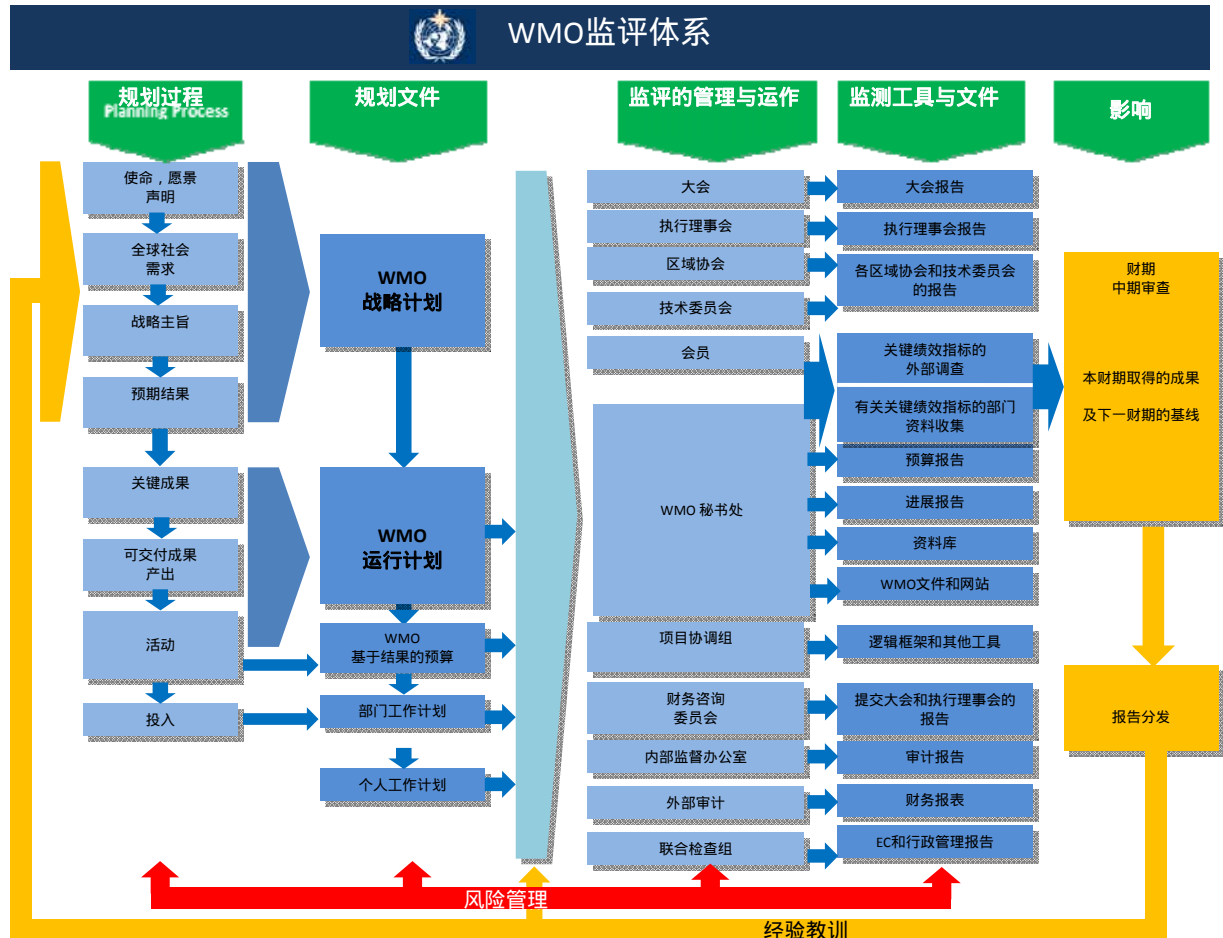 WMO监评体系
规划过程
Planning Process
使命，愿景
声明
全球社会
需求
战略主旨
预期结果
关键成果
可交付成果
产出
活动
投入
规划文件
WMO
战略计划
WMO
运行计划
WMO
基于结果的预算
部门工作计划
个人工作计划
监评的管理与运作
大会
执行理事会
区域协会
技术委员会
会员
WMO 秘书处
项目协调组
财务咨询
委员会
内部监督办公室
外部审计
联合检查组
监测工具与文件
大会报告
执行理事会报告
各区域协会和技术委员会
的报告
关键绩效指标的
外部调查
有关关键绩效指标的部门
资料收集
预算报告
进展报告
资料库
WMO文件和网站
逻辑框架和其他工具
提交大会和执行理事会的
报告
审计报告
财务报表
EC和行政管理报告
影响
财期
中期审查
本财期取得的成果
及下一财期的基线
报告分发
风险管理
经验教训